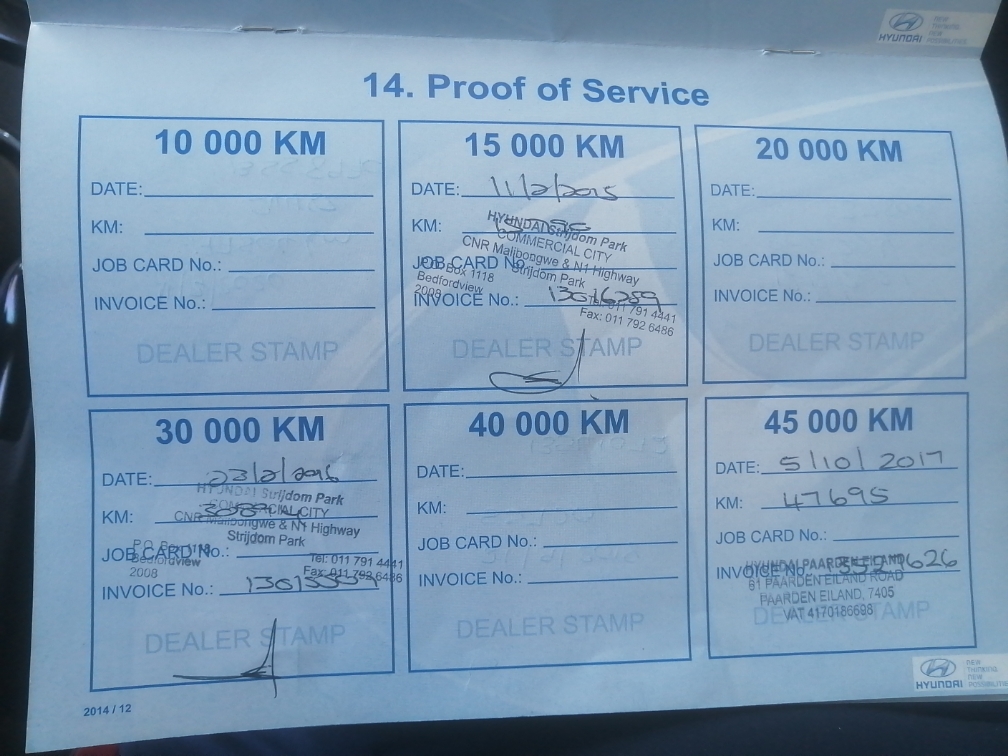 HYUNDAI
NEW
THINKING
NEW
POSSIBILITIES
14. Proof of Service
10 000 KM
DATE:
KM:
JOB CARD No.:
INVOICE No.:
DEALER STAMP
15 000 KM
DATE: 11/2/2015
KM:
HYUNDAI Strijdom Park
COMMERCIAL CITY
CNR Malibongwe & N1 Highway
Strijdom Park
JOB CARD No.:
P.O. Box 1118
Bedfordview
2008
INVOICE No.: 13016289
Tel: 011 791 4441
Fax: 011 792 6486
DEALER STAMP
20 000 KM
DATE:
KM:
JOB CARD No.:
INVOICE No.:
DEALER STAMP
30 000 KM
DATE: 23/2/2016
HYUNDAI Strijdom Park
COMMERCIAL CITY
KM:
CNR Malibongwe & N1 Highway
Strijdom Park
JOB CARD No.:
P.O. Box 1118
Bedfordview
2008
Tel: 011 791 4441
Fax: 011 792 6486
INVOICE No.:
DEALER STAMP
40 000 KM
DATE:
KM:
JOB CARD No.:
INVOICE No.:
DEALER STAMP
45 000 KM
DATE: 5/10/2017
KM: 47695
JOB CARD No.:
INVOICE No.:
HYUNDAI PAARDEN EILAND
81 PAARDEN EILAND ROAD
PAARDEN EILAND, 7405
VAT 4170186698
DEALER STAMP
2014 / 12
HYUNDAI
NEW
THINKING
NEW
POSSIBILITIES